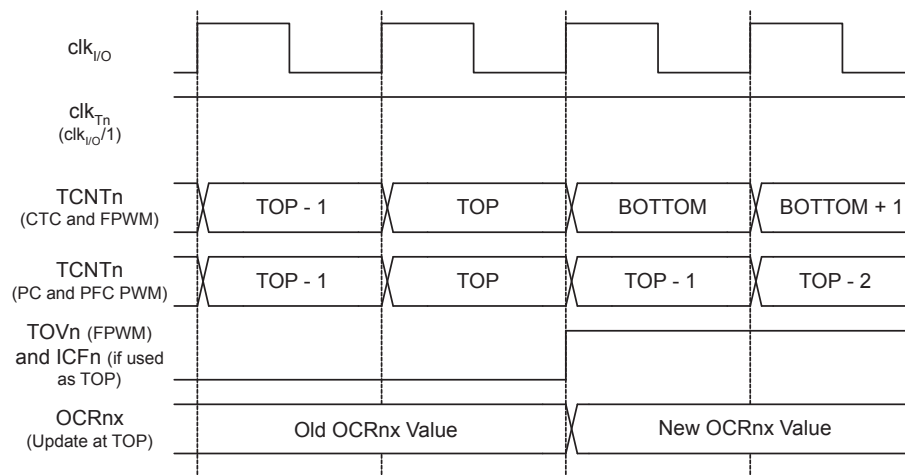 clkI/O
clkTn
(clkI/O/1)
TCNTn
(CTC and FPWM)
TOP - 1 TOP BOTTOM BOTTOM + 1
TCNTn
(PC and PFC PWM)
TOP - 1 TOP TOP - 1 TOP - 2
TOVn (FPWM)
and ICFn (if used
as TOP)
OCRnx
(Update at TOP)
Old OCRnx Value New OCRnx Value